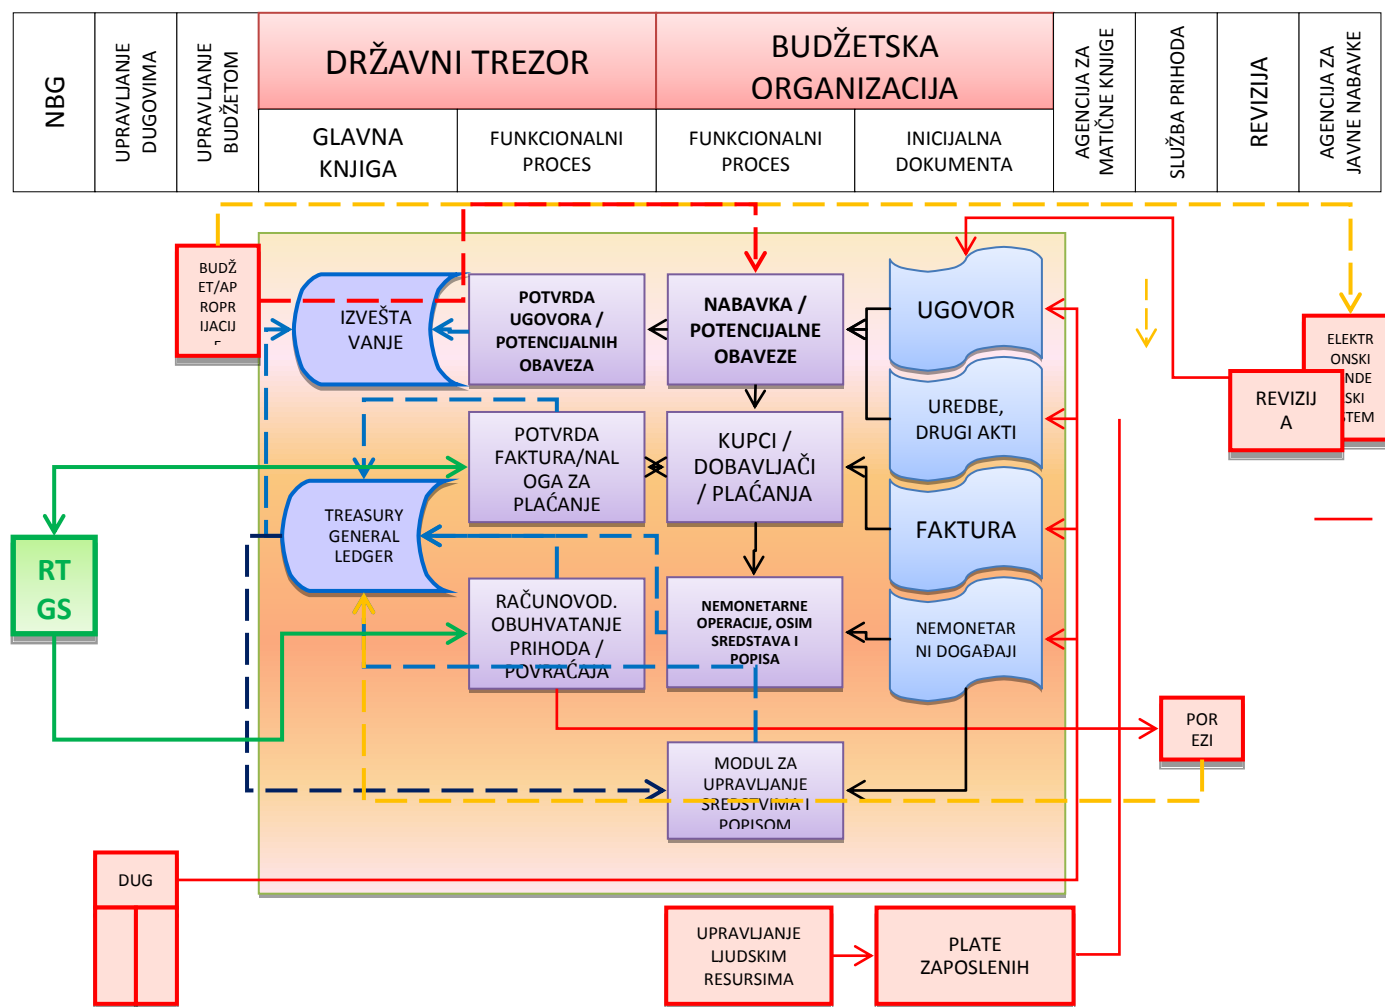 NBG
UPRAVLJANJE
DUGOVIMA
UPRAVLJANJE
BUDŽETOM
DRŽAVNI TREZOR
BUDŽETSKA
ORGANIZACIJA
GLAVNA
KNJIGA
FUNKCIONALNI
PROCES
FUNKCIONALNI
PROCES
INICIJALNA
DOKUMENTA
AGENCIJA ZA
MATIČNE KNJIGE
SLUŽBA PRIHODA
REVIZIJA
AGENCIJA ZA
JAVNE NABAVKE
BUDŽ
ET/AP
ROPR
IJACIJ
IZVEŠTA
VANJE
POTVRDA
UGOVORA /
POTENCIJALNIH
OBAVEZA
NABAVKA /
POTENCIJALNE
OBAVEZE
UGOVOR
ELEKTR
ONSKI
NDE
SKI
STEM
REVIZIJ
A
UREDBE,
DRUGI AKTI
POTVRDA
FAKTURA/NAL
OGA ZA
PLAĆANJE
KUPCI /
DOBAVLJAČI
/ PLAĆANJA
TREASURY
GENERAL
LEDGER
FAKTURA
RT
GS
RAČUNOVOD.
OBUHVATANJE
PRIHODA /
POVRAĆAJA
NEMONETARNE
OPERACIJE, OSIM
SREDSTAVA I
POPISA
NEMONETAR
NI DOGAĐAJI
POR
EZI
MODUL ZA
UPRAVLJANJE
SREDSTVIMA I
POPISOM
DUG
UPRAVLJANJE
LJUDSKIM
RESURSIMA
PLATE
ZAPOSLENIH